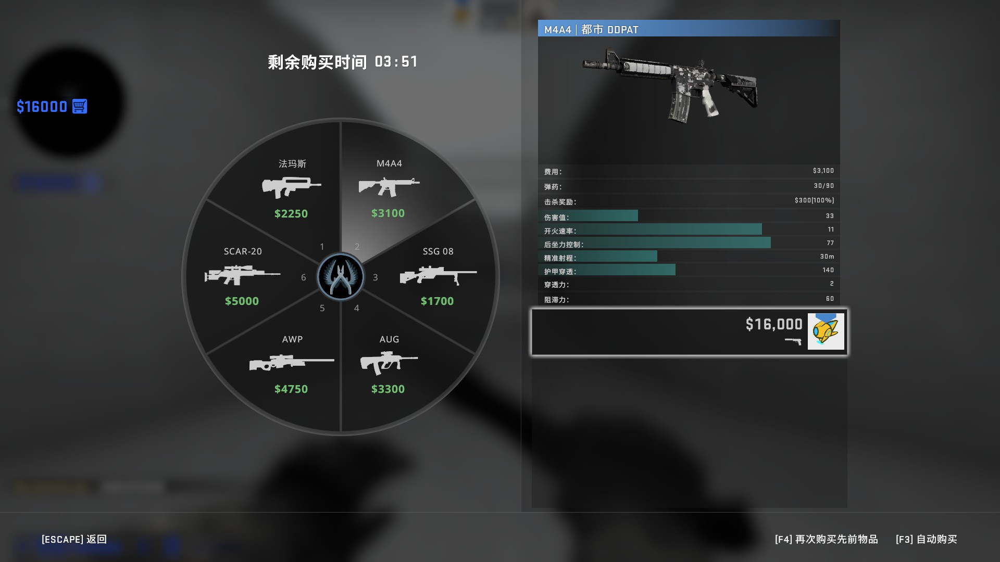 M4A4 | 都市 DDPAT
剩余购买时间 03:51
$16000
法玛斯
$2250
M4A4
$3100
SCAR-20
$5000
SSG 08
$1700
AWP
$4750
AUG
$3300
1
2
3
4
5
6
费用: $3,100
弹药: 30/90
击杀奖励: $300(100%)
伤害值: 33
开火速率: 11
后坐力控制: 77
精准射程: 30m
护甲穿透: 140
穿透力: 2
阻滞力: 60
$16,000
[ESCAPE] 返回
[F4] 再次购买先前物品
[F3] 自动购买